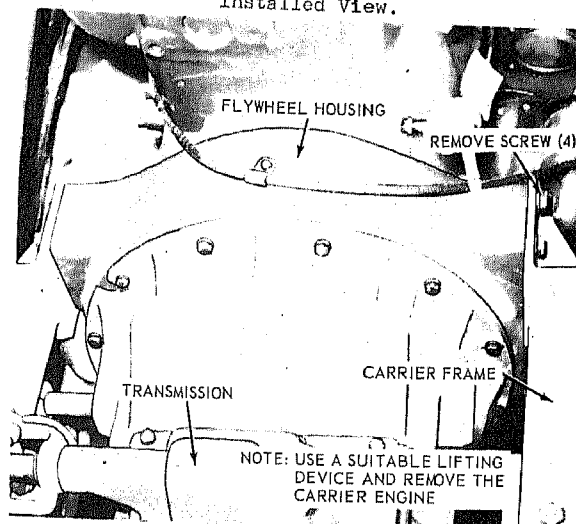 Installed View.
FLYWHEEL HOUSING
REMOVE SCREW (4)
CARRIER FRAME
TRANSMISSION
NOTE: USE A SUITABLE LIFTING
DEVICE AND REMOVE THE
CARRIER ENGINE